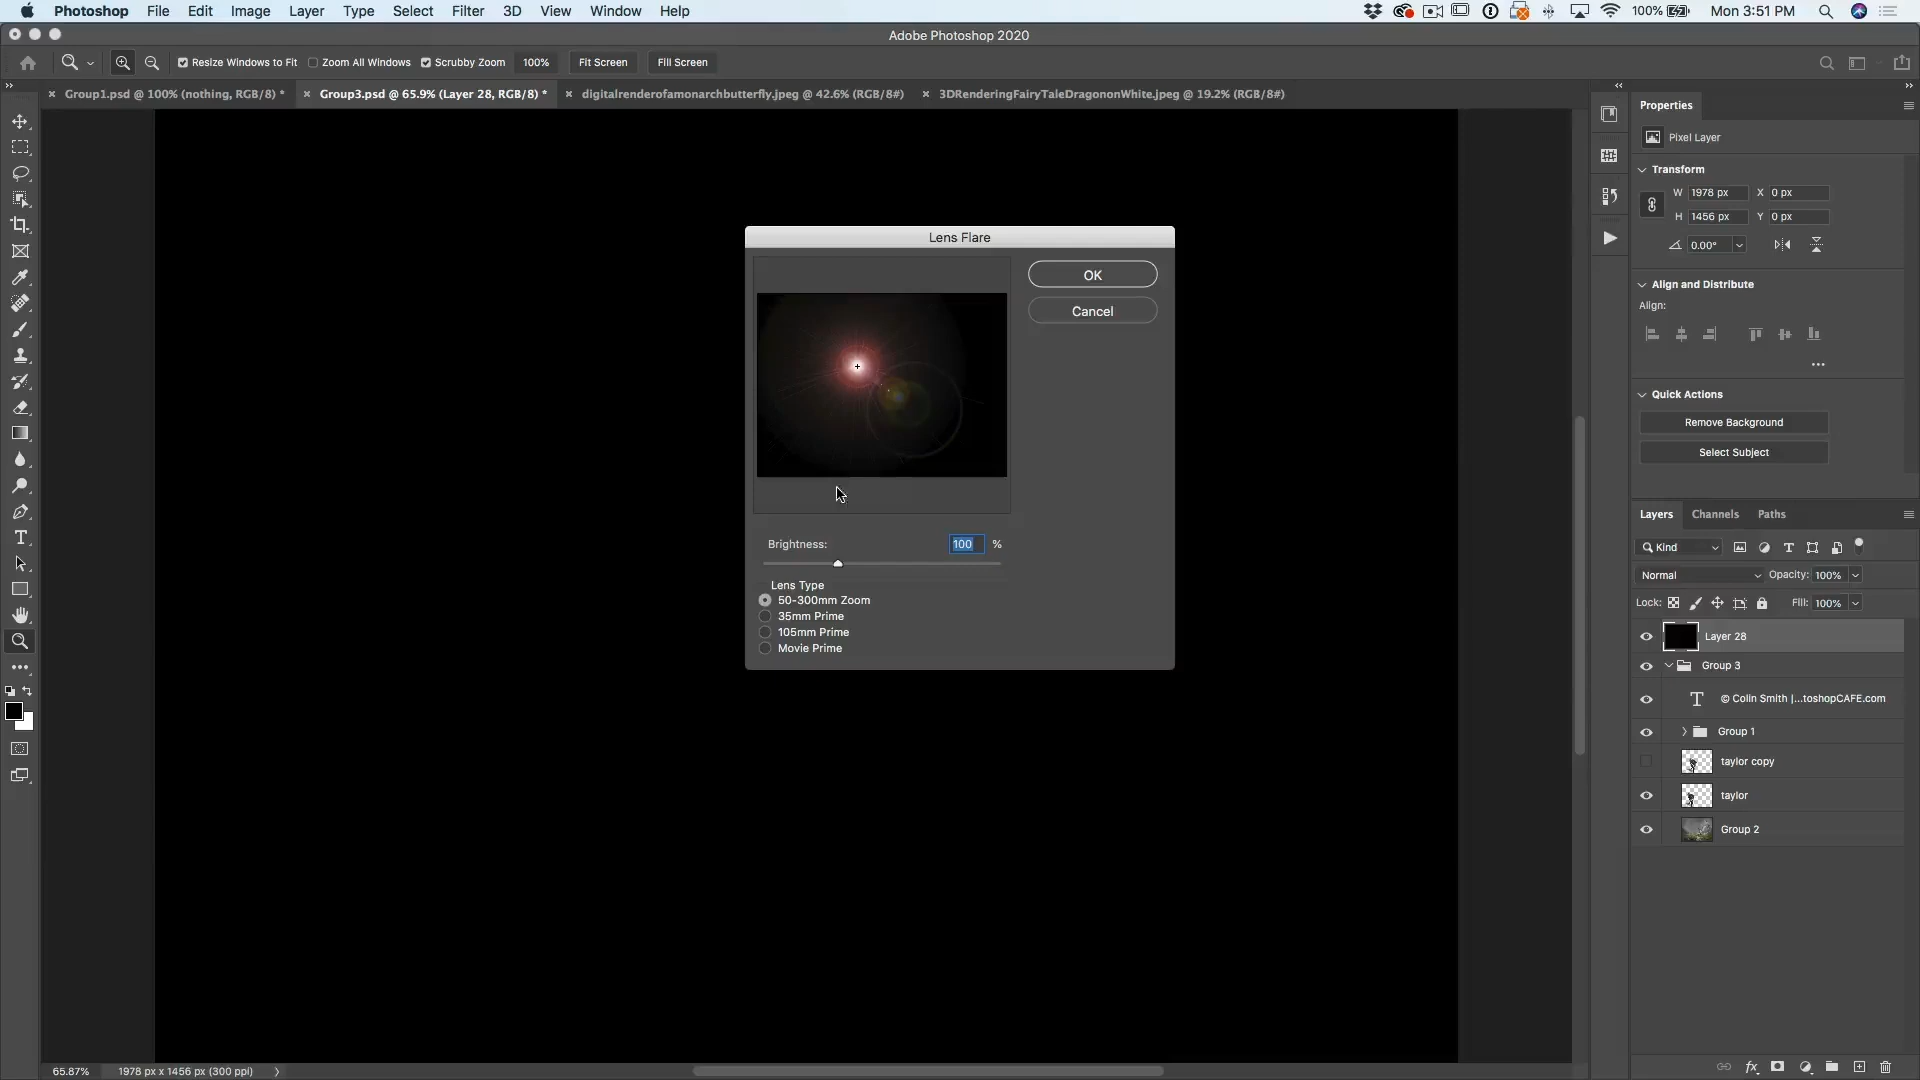 Photoshop File Edit Image Layer Type Select Filter 3D View Window Help 100% Mon 3:51 PM
Adobe Photoshop 2020
Resize Windows to Fit Zoom All Windows Scrubby Zoom 100% Fit Screen Fill Screen
Group1.psd @ 100% (nothing, RGB/8) * Group3.psd @ 65.9% (Layer 28, RGB/8) * digitalrenderofamonarchbutterfly.jpeg @ 42.6% (RGB/8#) 3DRenderingFairyTaleDragononWhite.jpeg @ 19.2% (RGB/8#)
Lens Flare
OK
Cancel
Brightness: 100 %
Lens Type
50-300mm Zoom
35mm Prime
105mm Prime
Movie Prime
Properties
Pixel Layer
Transform
W 1978 px X 0 px
H 1456 px Y 0 px
0.00°
Align and Distribute
Align:
Quick Actions
Remove Background
Select Subject
Layers Channels Paths
Kind
Normal Opacity: 100%
Lock: Fill: 100%
Layer 28
Group 3
© Colin Smith |...toshopCAFE.com
Group 1
taylor copy
taylor
Group 2
65.87% 1978 px x 1456 px (300 ppi)